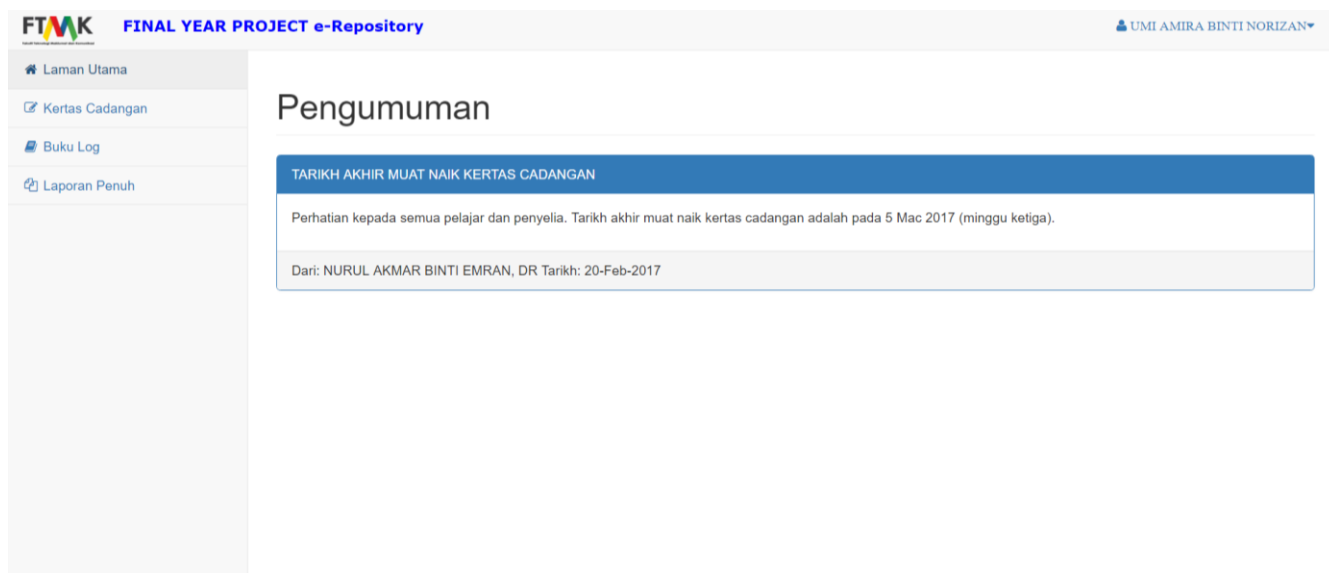 FTMK
FINAL YEAR PROJECT e-Repository
UMI AMIRA BINTI NORIZAN
Laman Utama
Kertas Cadangan
Buku Log
Laporan Penuh
Pengumuman
TARIKH AKHIR MUAT NAIK KERTAS CADANGAN
Perhatian kepada semua pelajar dan penyelia. Tarikh akhir muat naik kertas cadangan adalah pada 5 Mac 2017 (minggu ketiga).
Dari: NURUL AKMAR BINTI EMRAN, DR Tarikh: 20-Feb-2017